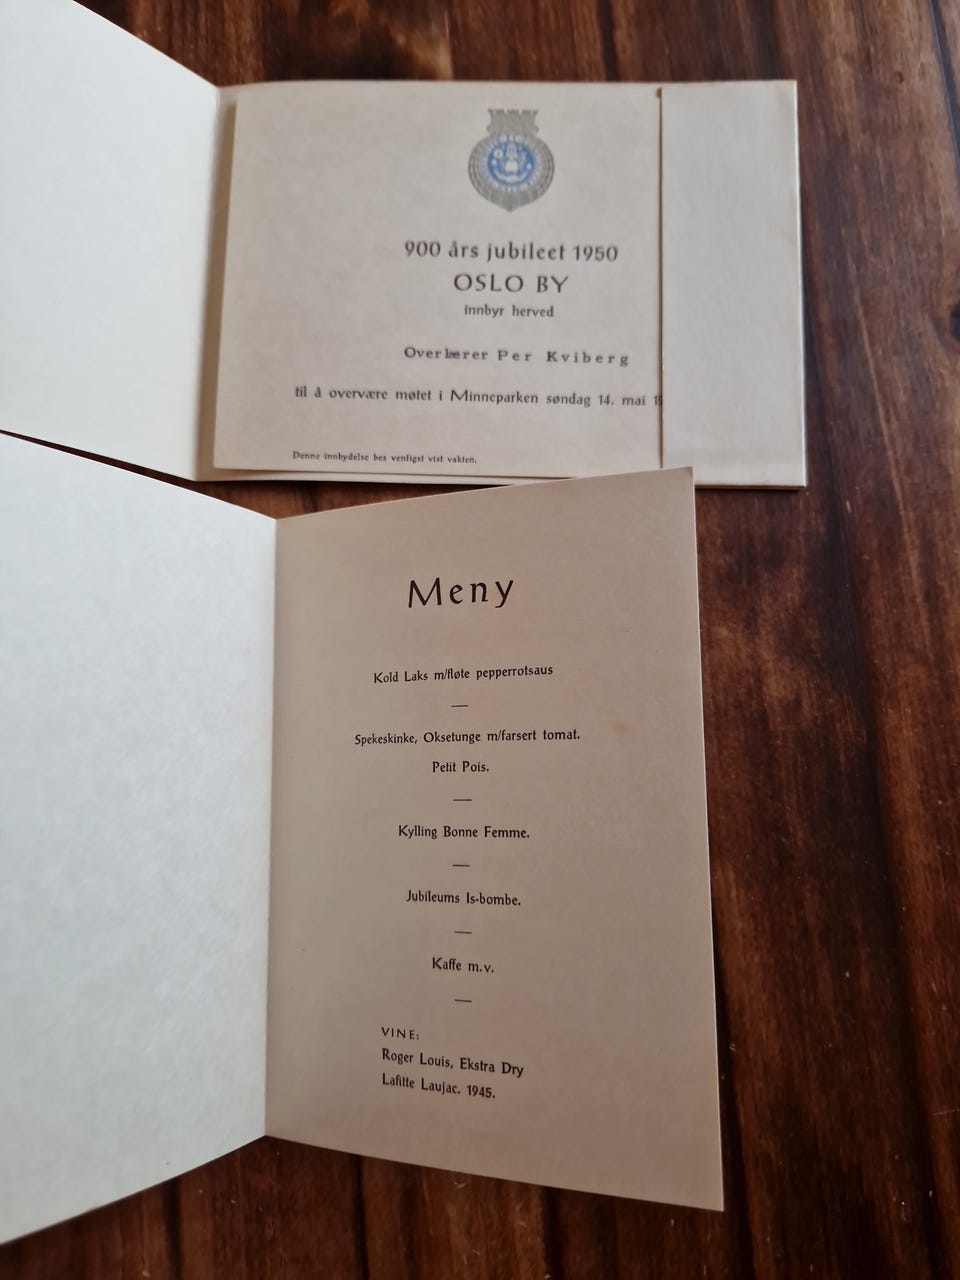 900 års jubileet 1950
OSLO BY
innbyr herved
Overlærer Per Kviberg
til å overvære møtet i Minneparken søndag 14. mai
Denne innbydelse bes venligst vist vakten.
Meny
Kold Laks m/fløte pepperrotsaus
—
Spekeskinke, Oksetunge m/farsert tomat.
Petit Pois.
—
Kylling Bonne Femme.
—
Jubileums Is-bombe.
—
Kaffe m.v.
—
VINE:
Roger Louis, Ekstra Dry
Lafitte Laujac. 1945.